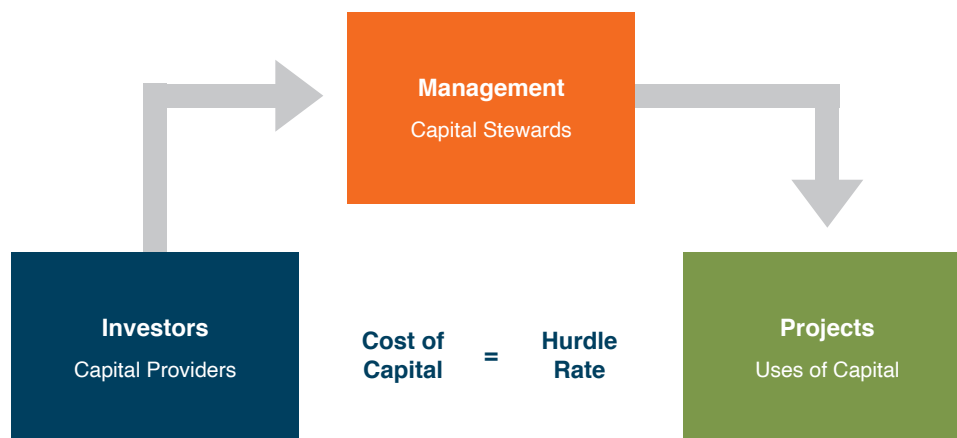 Management
Capital Stewards
Investors
Capital Providers
Cost of
Capital
=
Hurdle
Rate
Projects
Uses of Capital